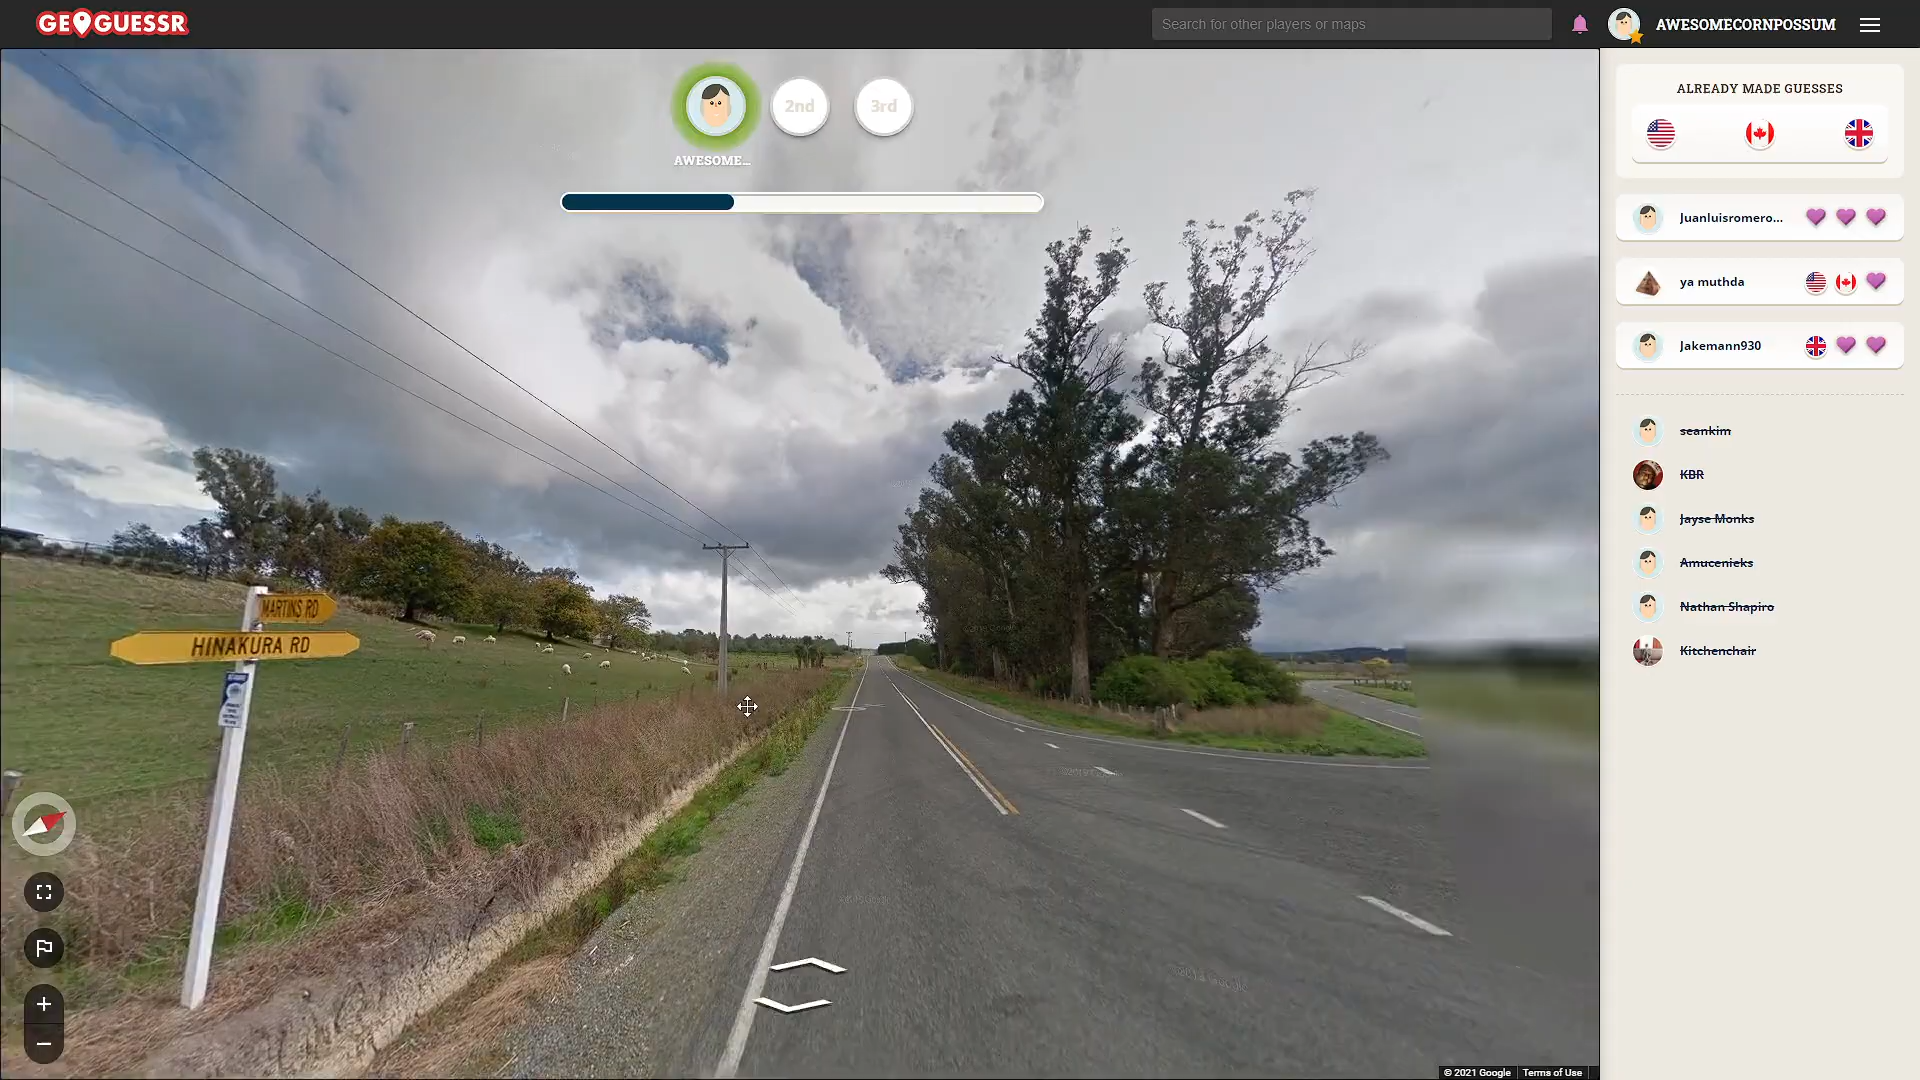 GEOGUESSR
Search for other players or maps
AWESOMECORNPOSSUM
2nd
3rd
AWESOME...
ALREADY MADE GUESSES
Juanluisromero...
ya muthda
Jakemann930
seankim
KBR
Jayse Monks
Amucenieks
Nathan Shapiro
Kitchenchair
MARTINS RD
HINAKURA RD
© 2021 Google
Terms of Use